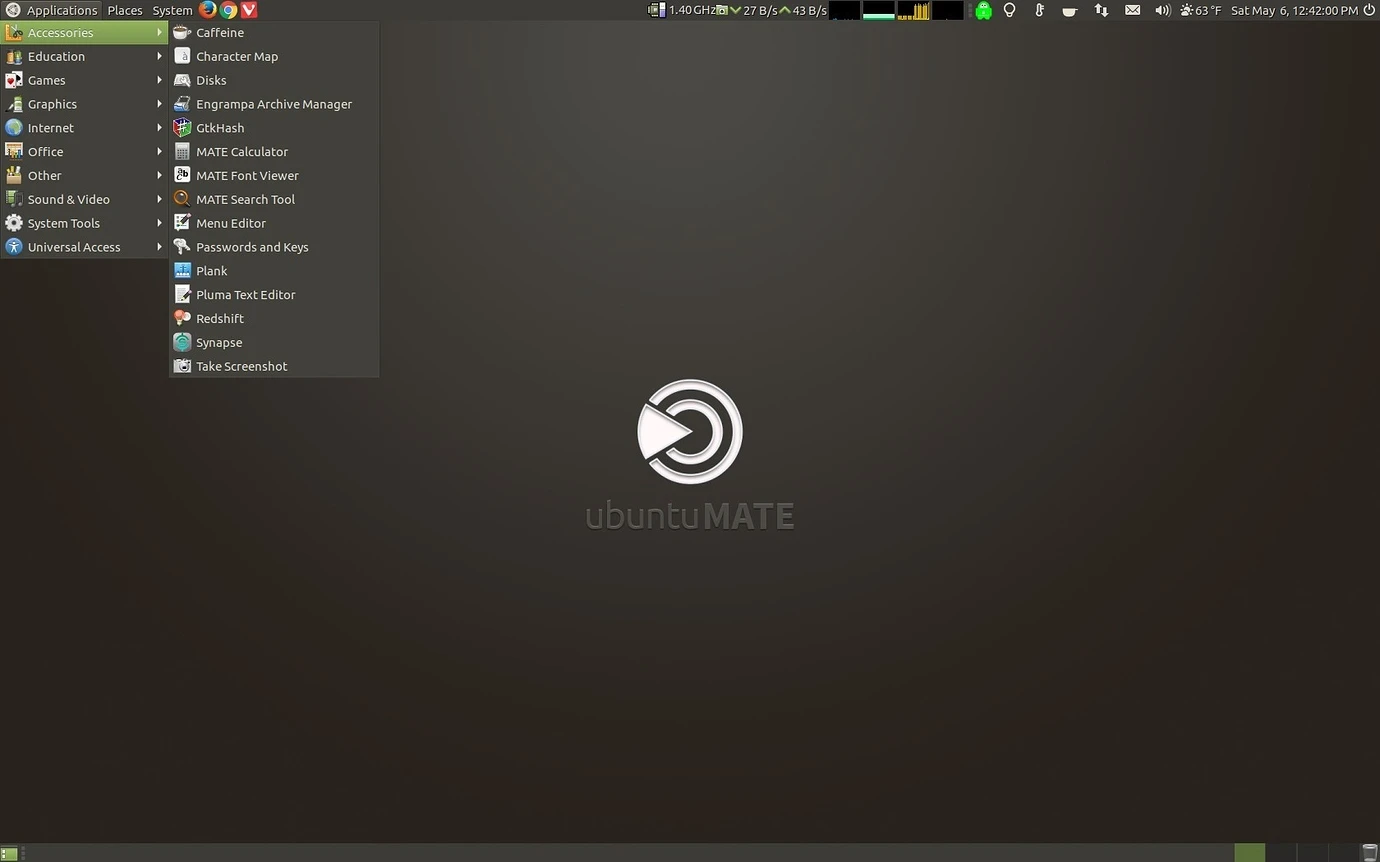 Applications Places System 1.40 GHz 27 B/s 43 B/s 63 °F Sat May 6, 12:42:00 PM
Accessories
Education
Games
Graphics
Internet
Office
Other
Sound & Video
System Tools
Universal Access
Caffeine
Character Map
Disks
Engrampa Archive Manager
GtkHash
MATE Calculator
MATE Font Viewer
MATE Search Tool
Menu Editor
Passwords and Keys
Plank
Pluma Text Editor
Redshift
Synapse
Take Screenshot
ubuntu MATE